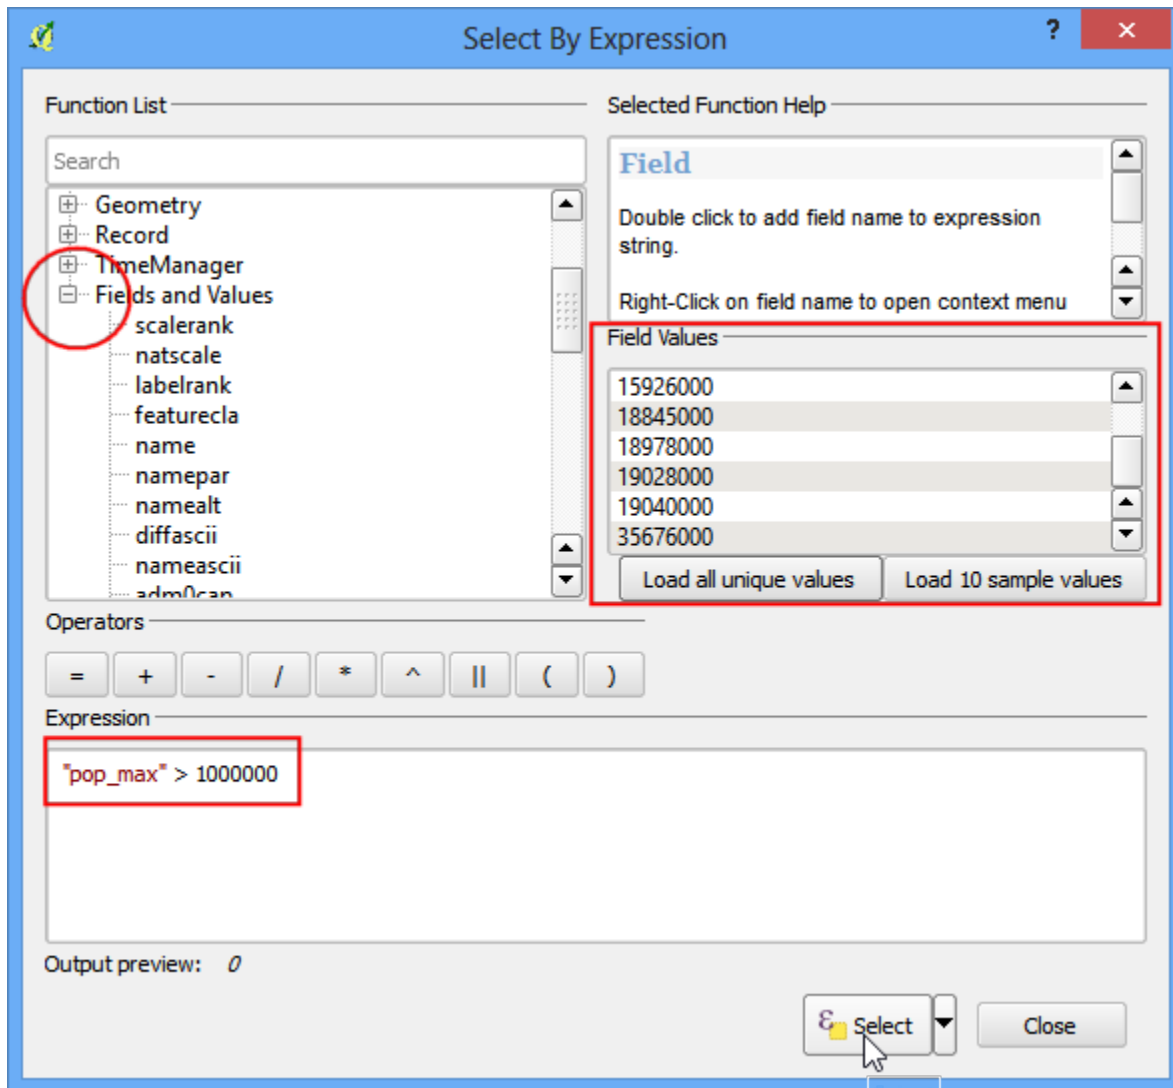 Select By Expression
?
×
Function List
Search
Geometry
Record
TimeManager
Fields and Values
scalerank
natscale
labelrank
featurecla
name
namepar
namealt
diffascii
nameascii
Selected Function Help
Field
Double click to add field name to expression
string.
Right-Click on field name to open context menu
Field Values
15926000
18845000
18978000
19028000
19040000
35676000
Load all unique values Load 10 sample values
Operators
= + - / * ^ || ( )
Expression
"pop_max" > 1000000
Output preview: 0
Select Close